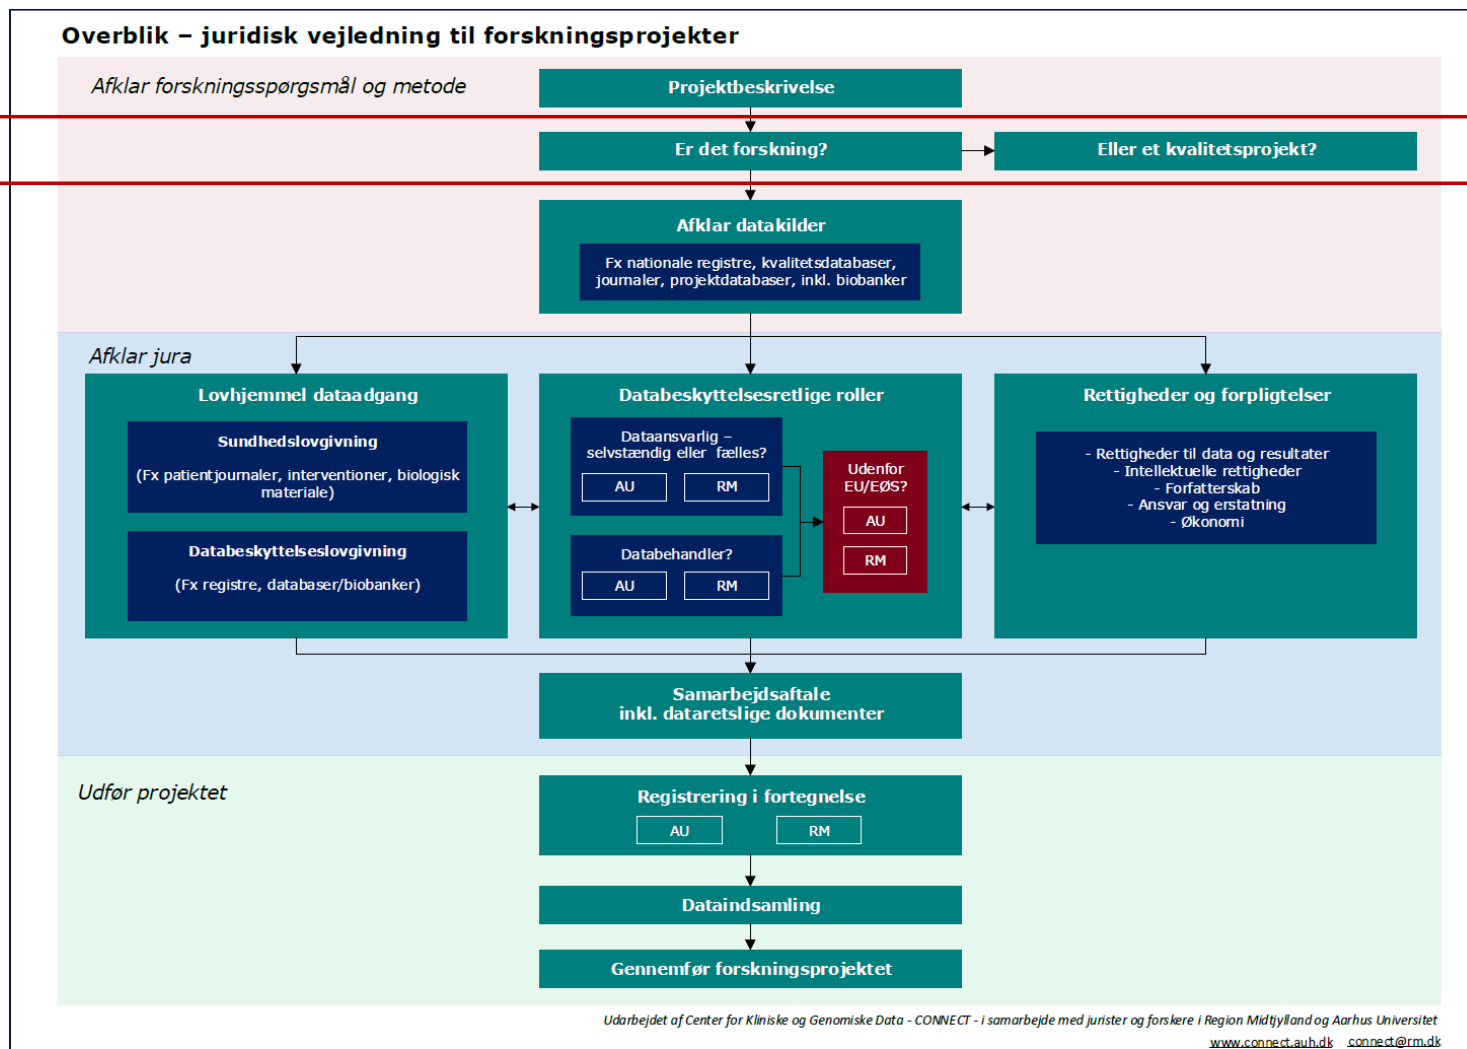 Overblik – juridisk vejledning til forskningsprojekter
Afklar forskningsspørgsmål og metode
Projektbeskrivelse
Er det forskning?
Eller et kvalitetsprojekt?
Afklar datakilder
Fx nationale registre, kvalitetsdatabaser,
journaler, projektdatabaser, inkl. biobanker
Afklar jura
Lovhjemmel dataadgang
Sundhedslovgivning
(Fx patientjournaler, interventioner, biologisk
materiale)
Databeskyttelseslovgivning
(Fx registre, databaser/biobanker)
Databeskyttelsesretlige roller
Dataansvarlig –
selvstændig eller fælles?
AU
RM
Databehandler?
AU
RM
Udenfor
EU/EØS?
AU
RM
Rettigheder og forpligtelser
- Rettigheder til data og resultater
- Intellektuelle rettigheder
- Forfatterskab
- Ansvar og erstatning
- Økonomi
Samarbejdsaftale
inkl. dataretslige dokumenter
Udfør projektet
Registrering i fortegnelse
AU
RM
Dataindsamling
Gennemfør forskningsprojektet
Udarbejdet af Center for Kliniske og Genomiske Data - CONNECT - i samarbejde med jurister og forskere i Region Midtjylland og Aarhus Universitet
www.connect.auh.dk connect@rm.dk